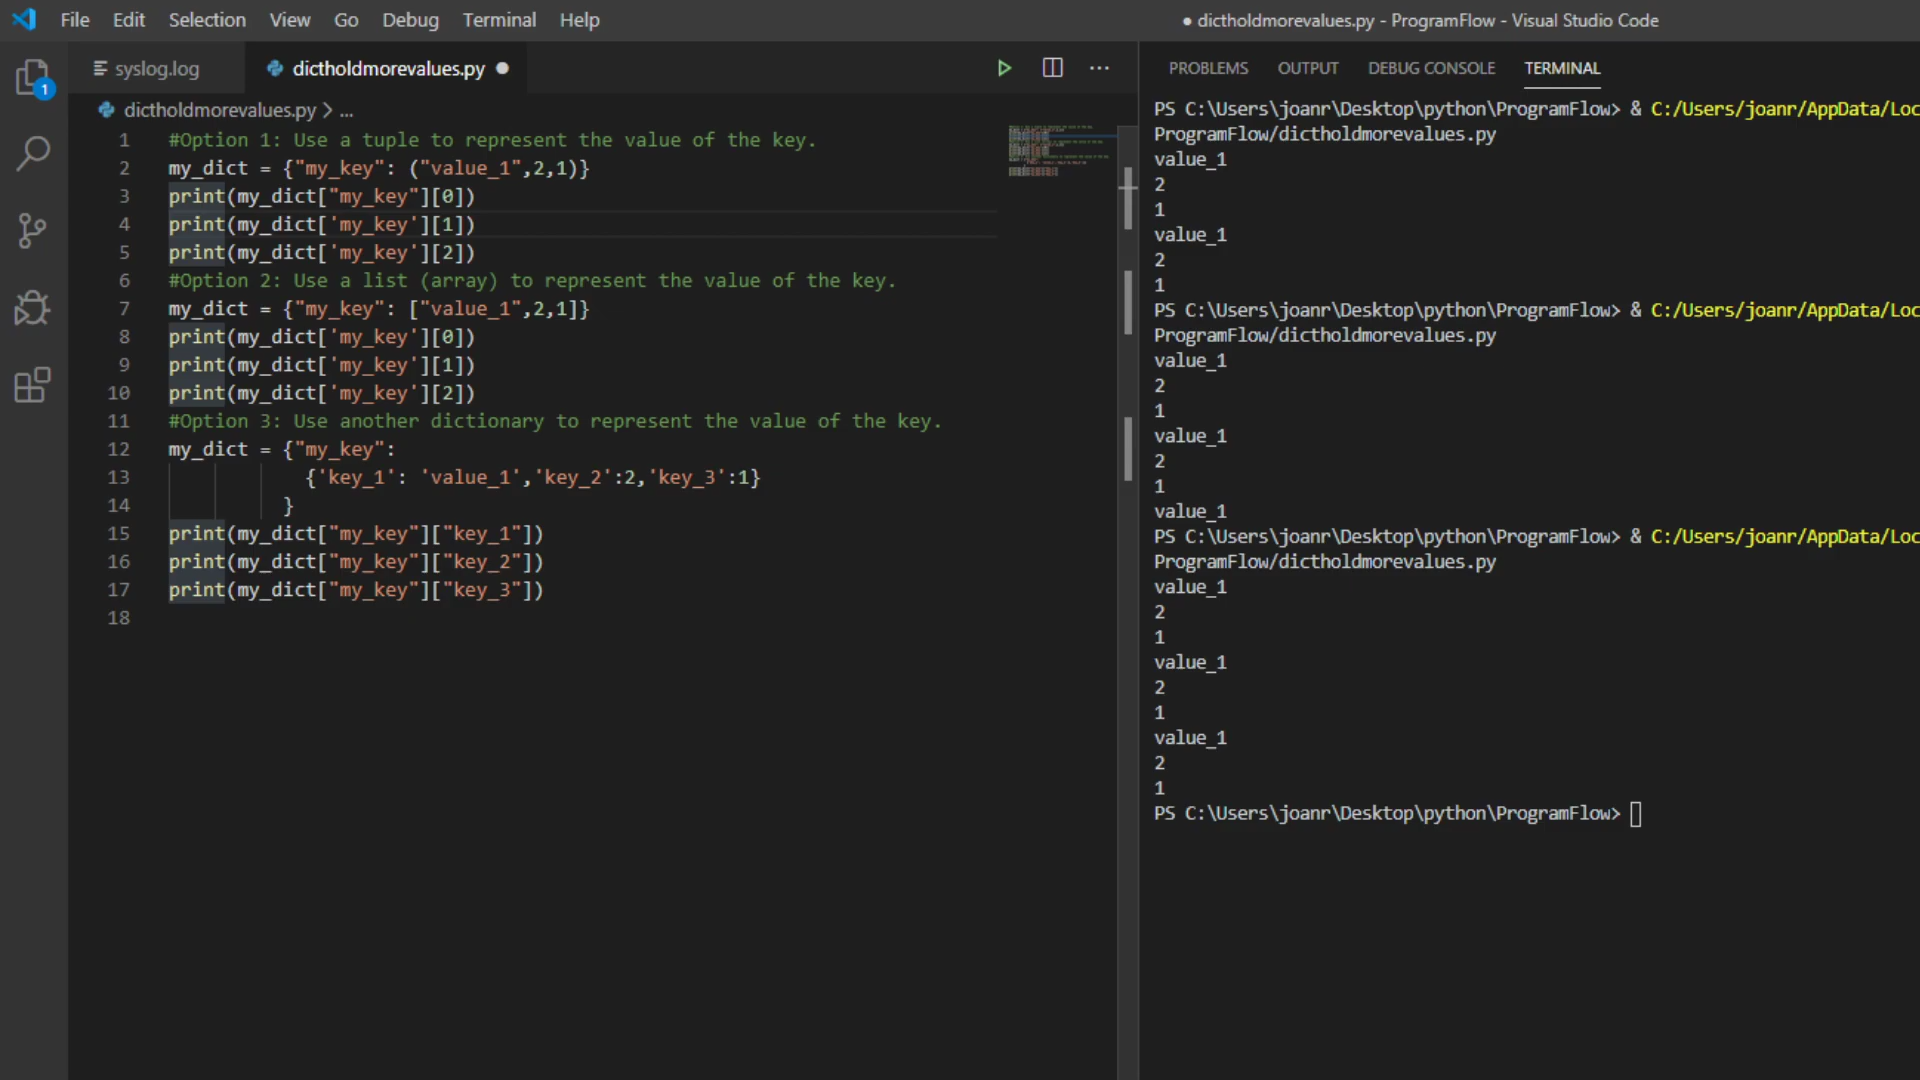 File Edit Selection View Go Debug Terminal Help
● dictholdmorevalues.py - ProgramFlow - Visual Studio Code
1
syslog.log
dictholdmorevalues.py
dictholdmorevalues.py > ...
1 #Option 1: Use a tuple to represent the value of the key.
2 my_dict = {"my_key": ("value_1",2,1)}
3 print(my_dict["my_key"][0])
4 print(my_dict['my_key'][1])
5 print(my_dict['my_key'][2])
6 #Option 2: Use a list (array) to represent the value of the key.
7 my_dict = {"my_key": ["value_1",2,1]}
8 print(my_dict['my_key'][0])
9 print(my_dict['my_key'][1])
10 print(my_dict['my_key'][2])
11 #Option 3: Use another dictionary to represent the value of the key.
12 my_dict = {"my_key":
13 {'key_1': 'value_1','key_2':2,'key_3':1}
14 }
15 print(my_dict["my_key"]["key_1"])
16 print(my_dict["my_key"]["key_2"])
17 print(my_dict["my_key"]["key_3"])
18
PROBLEMS OUTPUT DEBUG CONSOLE TERMINAL
PS C:\Users\joanr\Desktop\python\ProgramFlow> & C:/Users/joanr/AppData/Loc
ProgramFlow/dictholdmorevalues.py
value_1
2
1
value_1
2
1
PS C:\Users\joanr\Desktop\python\ProgramFlow> & C:/Users/joanr/AppData/Loc
ProgramFlow/dictholdmorevalues.py
value_1
2
1
value_1
2
1
value_1
PS C:\Users\joanr\Desktop\python\ProgramFlow> & C:/Users/joanr/AppData/Loc
ProgramFlow/dictholdmorevalues.py
value_1
2
1
value_1
2
1
value_1
2
1
PS C:\Users\joanr\Desktop\python\ProgramFlow>